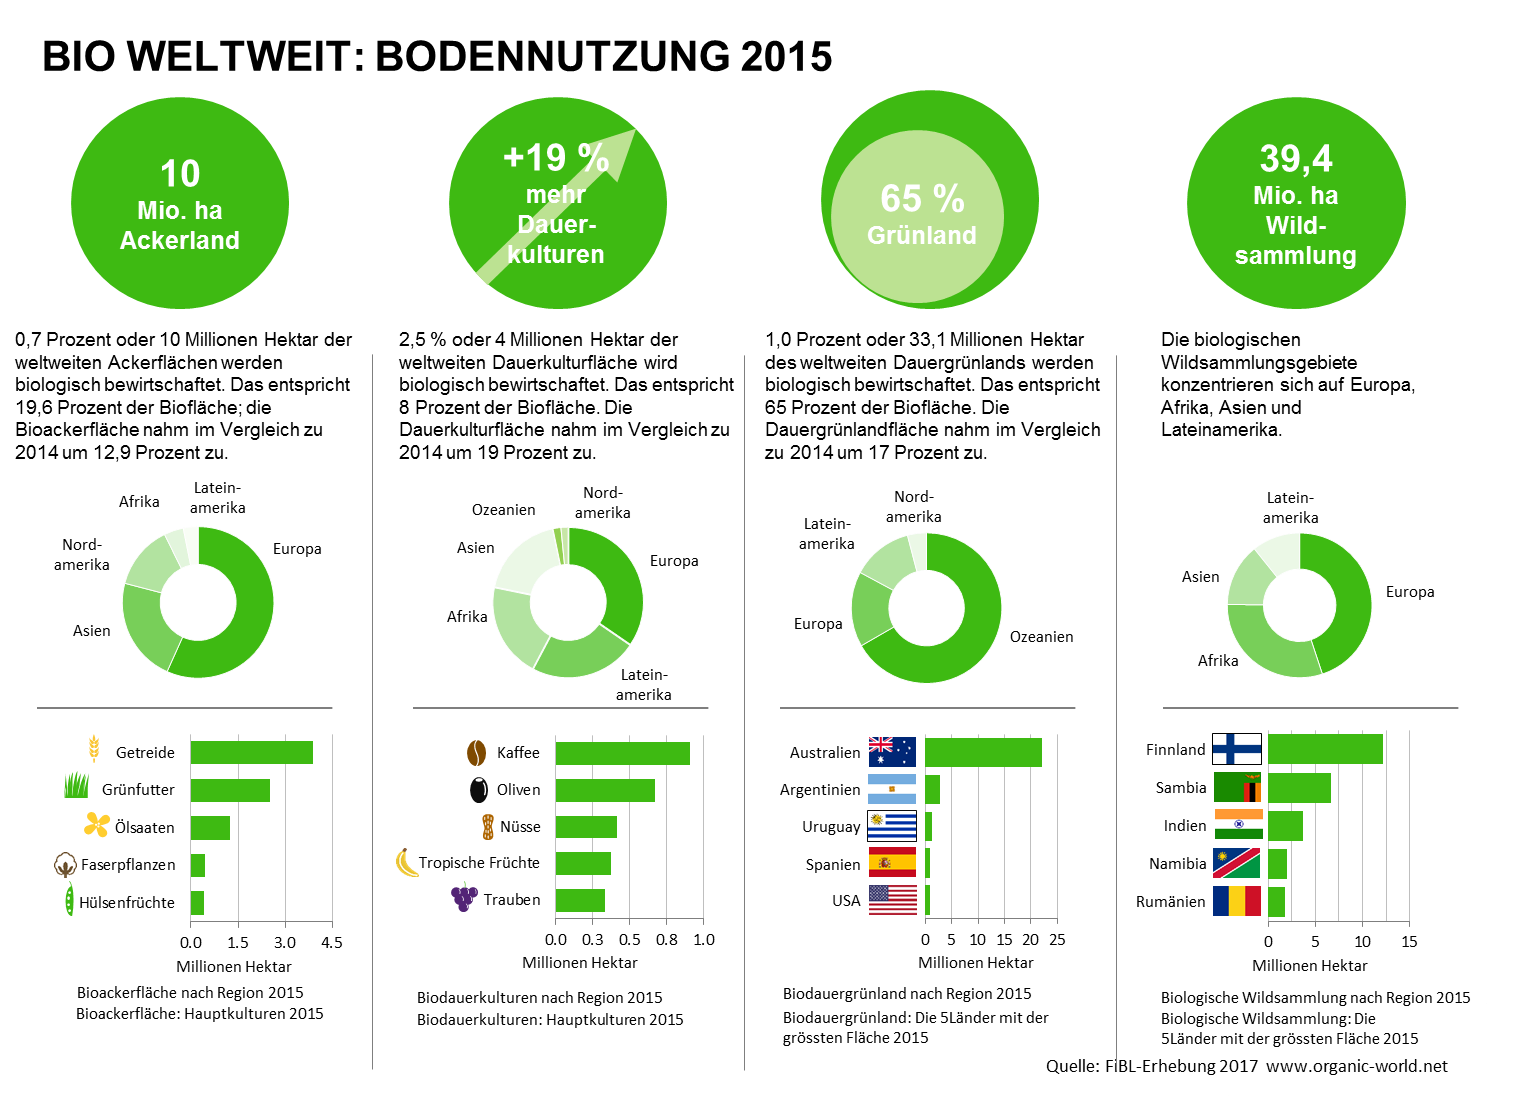 BIO WELTWEIT: BODENNUTZUNG 2015
10
Mio. ha
Ackerland
0,7 Prozent oder 10 Millionen Hektar der
weltweiten Ackerflächen werden
biologisch bewirtschaftet. Das entspricht
19,6 Prozent der Biofläche; die
Bioackerfläche nahm im Vergleich zu
2014 um 12,9 Prozent zu.
Afrika
Latein-
amerika
Nord-
amerika
Europa
Asien
Getreide
Grünfutter
Ölsaaten
Faserpflanzen
Hülsenfrüchte
0.0 1.5 3.0 4.5
Millionen Hektar
Bioackerfläche nach Region 2015
Bioackerfläche: Hauptkulturen 2015
+19 %
mehr
Dauer-
kulturen
2,5 % oder 4 Millionen Hektar der
weltweiten Dauerkulturfläche wird
biologisch bewirtschaftet. Das entspricht
8 Prozent der Biofläche. Die
Dauerkulturfläche nahm im Vergleich zu
2014 um 19 Prozent zu.
Ozeanien
Nord-
amerika
Asien
Europa
Afrika
Latein-
amerika
Kaffee
Oliven
Nüsse
Tropische Früchte
Trauben
0.0 0.3 0.5 0.8 1.0
Millionen Hektar
Biodauerkulturen nach Region 2015
Biodauerkulturen: Hauptkulturen 2015
65 %
Grünland
1,0 Prozent oder 33,1 Millionen Hektar
des weltweiten Dauergrünlands werden
biologisch bewirtschaftet. Das entspricht
65 Prozent der Biofläche. Die
Dauergrünlandfläche nahm im Vergleich
zu 2014 um 17 Prozent zu.
Nord-
amerika
Latein-
amerika
Europa
Ozeanien
Australien
Argentinien
Uruguay
Spanien
USA
0 5 10 15 20 25
Millionen Hektar
Biodauergrünland nach Region 2015
Biodauergrünland: Die 5Länder mit der
grössten Fläche 2015
39,4
Mio. ha
Wild-
sammlung
Die biologischen
Wildsammlungsgebiete
konzentrieren sich auf Europa,
Afrika, Asien und
Lateinamerika.
Latein-
amerika
Asien
Europa
Afrika
Finnland
Sambia
Indien
Namibia
Rumänien
0 5 10 15
Millionen Hektar
Biologische Wildsammlung nach Region 2015
Biologische Wildsammlung: Die
5Länder mit der grössten Fläche 2015
Quelle: FiBL-Erhebung 2017 www.organic-world.net